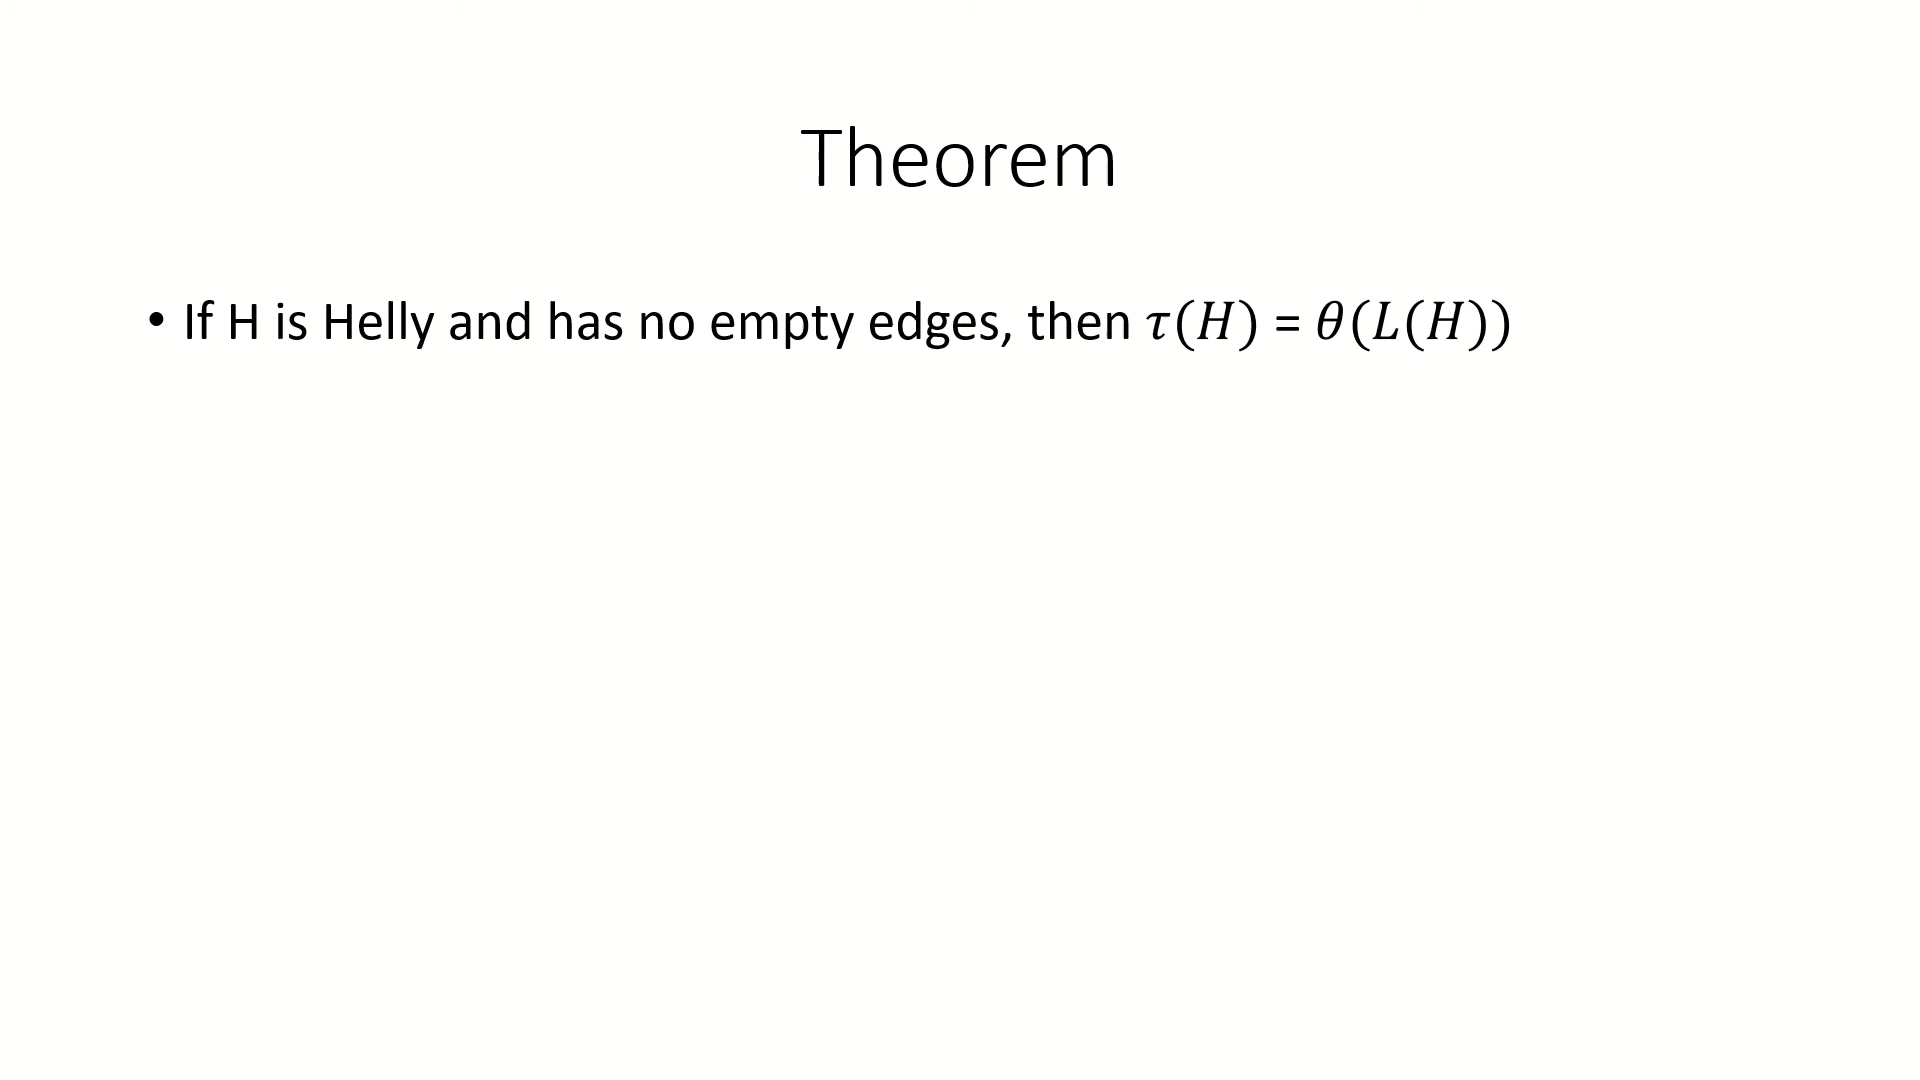 Theorem
• If H is Helly and has no empty edges, then 𝜏(𝐻) = 𝜃(𝐿(𝐻))